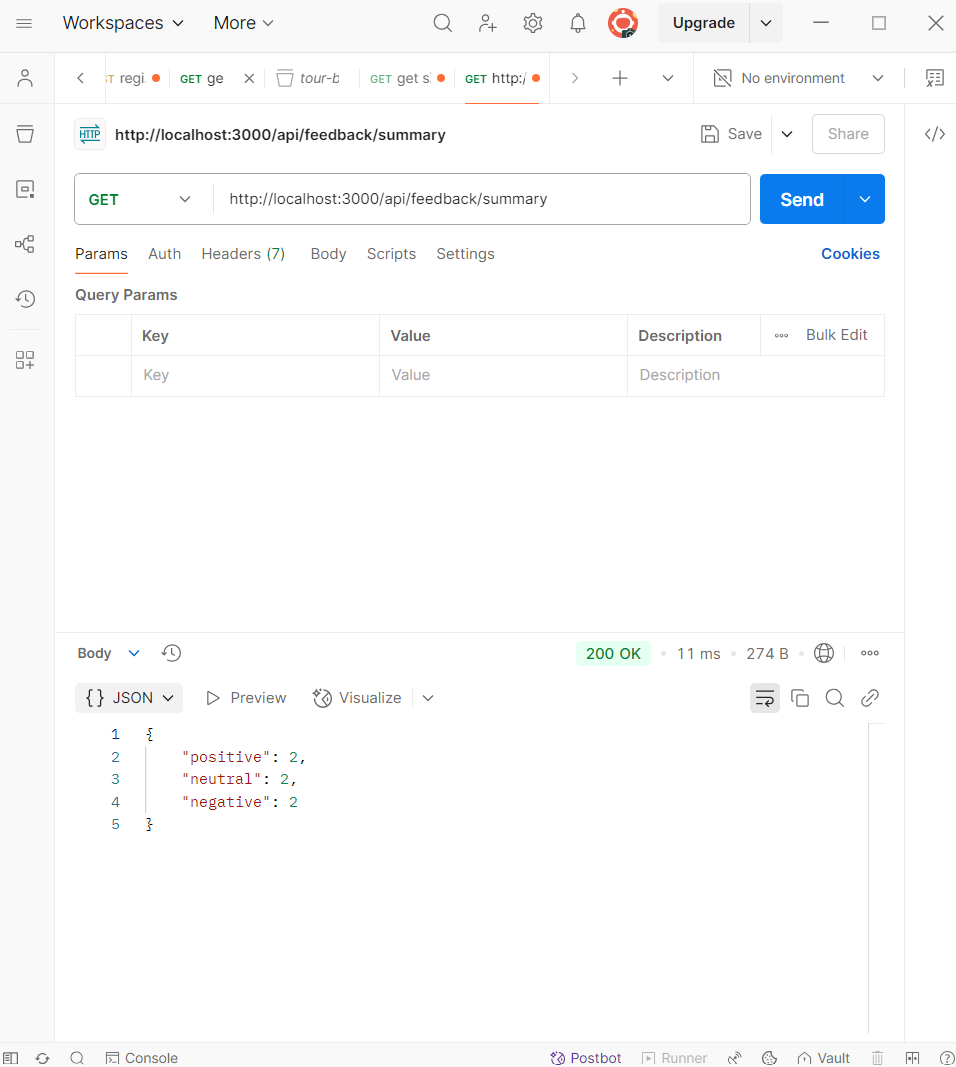 Workspaces More Upgrade
ST regi GET ge tour-b GET get s GET http:/ No environment
HTTP http://localhost:3000/api/feedback/summary Save Share
GET http://localhost:3000/api/feedback/summary Send
Params Auth Headers (7) Body Scripts Settings Cookies
Query Params
Key Value Description Bulk Edit
Key Value Description
Body 200 OK 11 ms 274 B
{} JSON Preview Visualize
1 {
2 "positive": 2,
3 "neutral": 2,
4 "negative": 2
5 }
Console Postbot Runner Vault